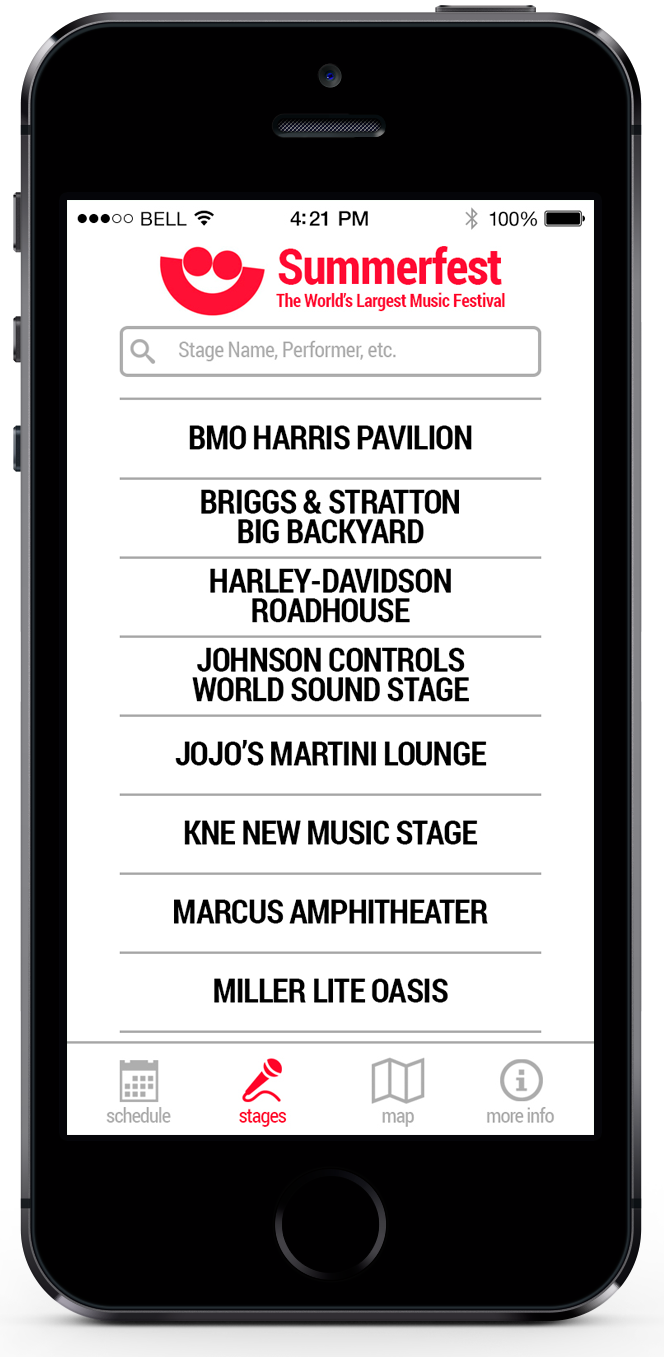 BELL 4:21 PM 100%
Summerfest
The World's Largest Music Festival
Stage Name, Performer, etc.
BMO HARRIS PAVILION
BRIGGS & STRATTON
BIG BACKYARD
HARLEY-DAVIDSON
ROADHOUSE
JOHNSON CONTROLS
WORLD SOUND STAGE
JOJO'S MARTINI LOUNGE
KNE NEW MUSIC STAGE
MARCUS AMPHITHEATER
MILLER LITE OASIS
schedule stages map more info